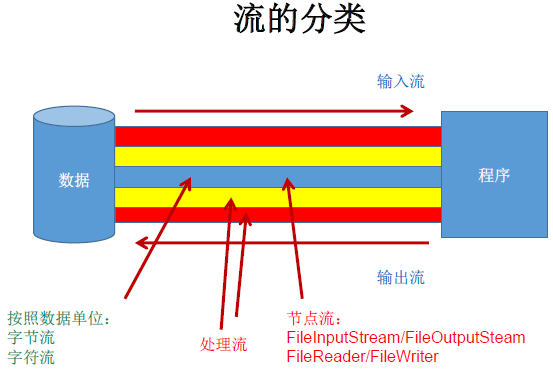 流的分类
输入流
数据
程序
输出流
按照数据单位：
字节流
字符流
处理流
节点流：
FileInputStream/FileOutputSteam
FileReader/FileWriter